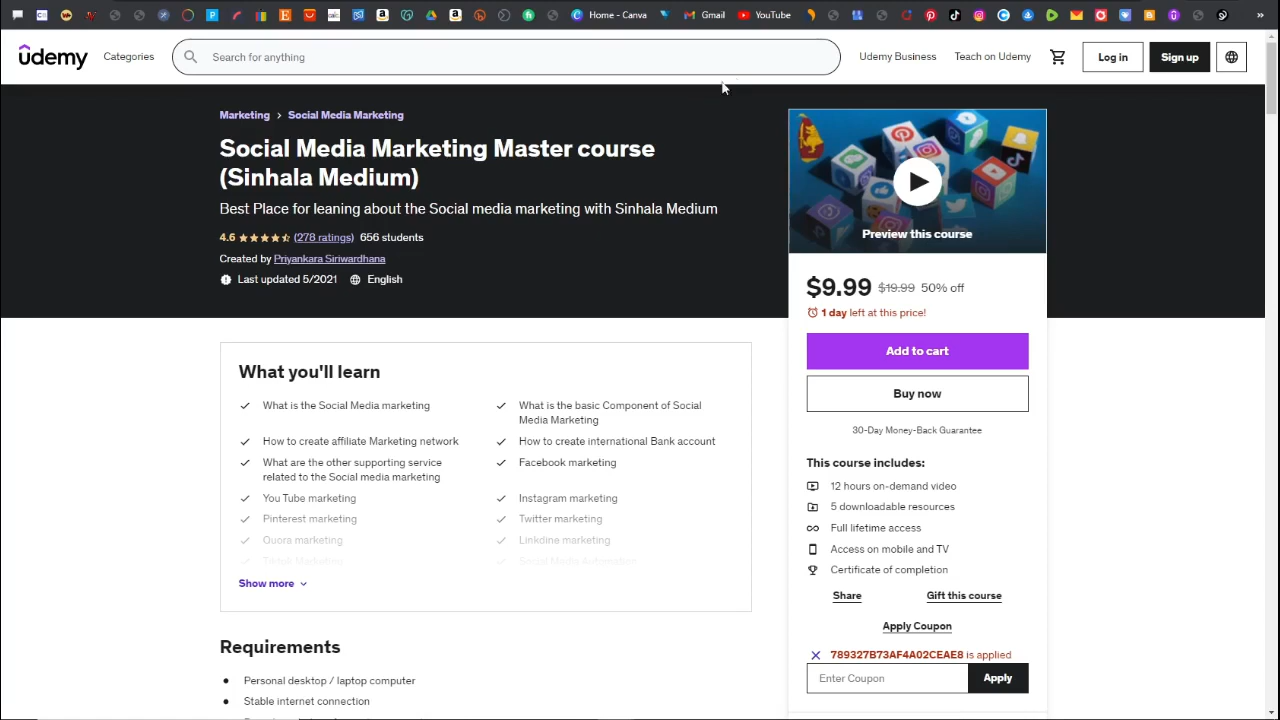 Home - Canva
Gmail
YouTube
»
udemy
Categories
Search for anything
Udemy Business
Teach on Udemy
Log in
Sign up
Marketing > Social Media Marketing
Social Media Marketing Master course
(Sinhala Medium)
Best Place for leaning about the Social media marketing with Sinhala Medium
4.6 (278 ratings) 656 students
Created by Priyankara Siriwardhana
Last updated 5/2021 English
Preview this course
$9.99 $19.99 50% off
1 day left at this price!
Add to cart
Buy now
30-Day Money-Back Guarantee
This course includes:
12 hours on-demand video
5 downloadable resources
Full lifetime access
Access on mobile and TV
Certificate of completion
Share
Gift this course
Apply Coupon
789327B73AF4A02CEAE8 is applied
Enter Coupon
Apply
What you'll learn
What is the Social Media marketing
What is the basic Component of Social
Media Marketing
How to create affiliate Marketing network
How to create international Bank account
What are the other supporting service
related to the Social media marketing
Facebook marketing
You Tube marketing
Instagram marketing
Pinterest marketing
Twitter marketing
Quora marketing
Linkdine marketing
Social Media Automation
Show more
Requirements
Personal desktop / laptop computer
Stable internet connection